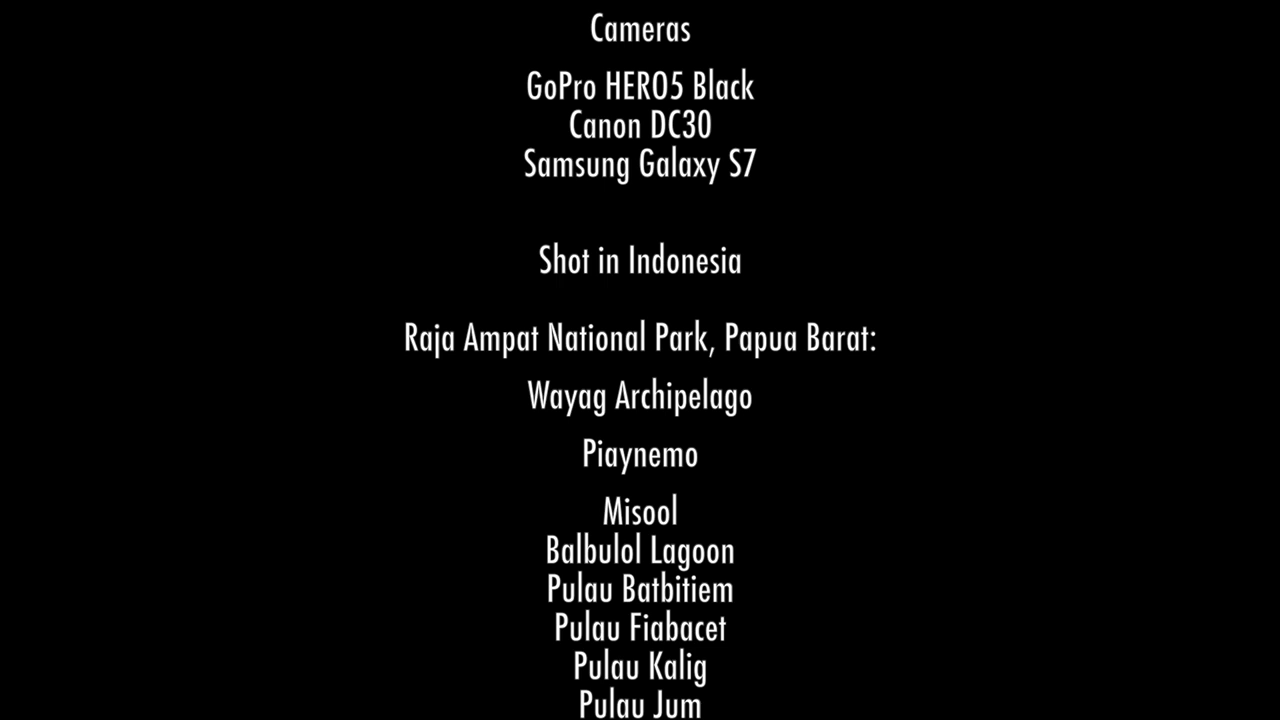 Cameras
GoPro HERO5 Black
Canon DC30
Samsung Galaxy S7
Shot in Indonesia
Raja Ampat National Park, Papua Barat:
Wayag Archipelago
Piaynemo
Misool
Balbulol Lagoon
Pulau Batbitiem
Pulau Fiabacet
Pulau Kalig
Pulau Jum